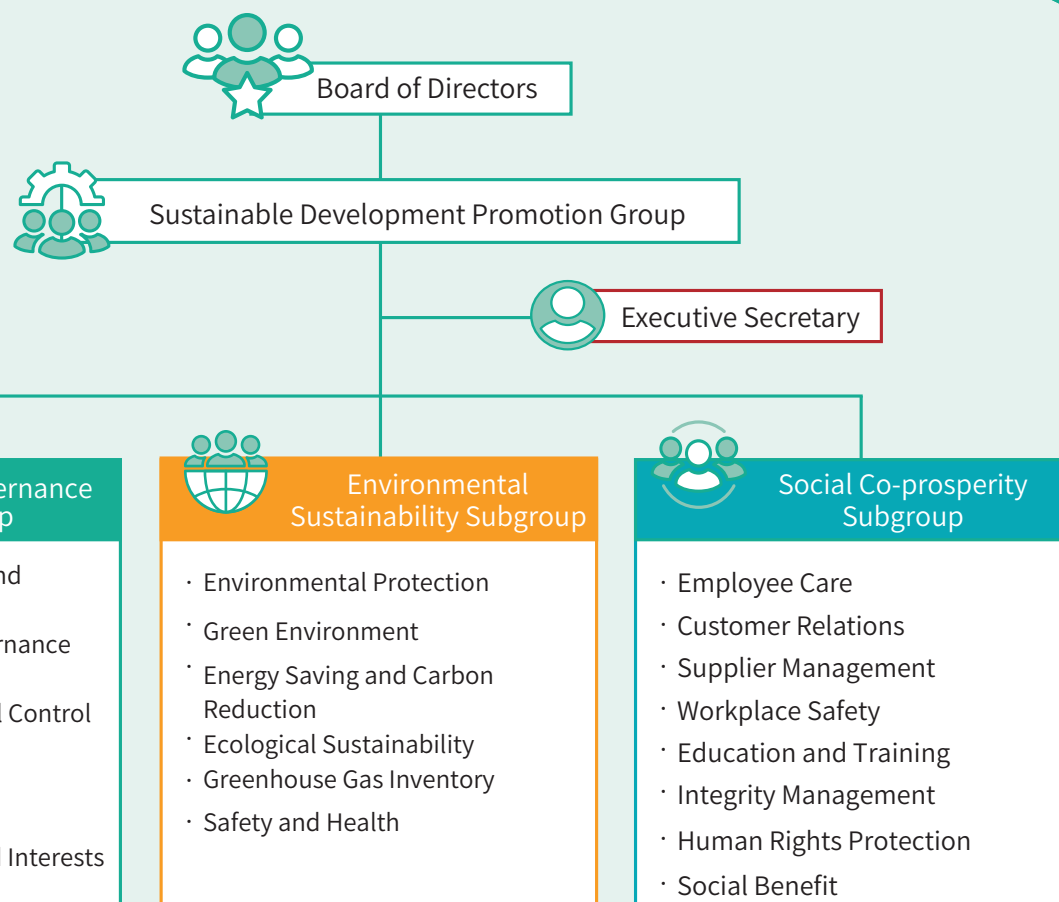 Board of Directors
Sustainable Development Promotion Group
Executive Secretary
Environmental
Sustainability Subgroup
· Environmental Protection
· Green Environment
· Energy Saving and Carbon
Reduction
· Ecological Sustainability
· Greenhouse Gas Inventory
· Safety and Health
Social Co-prosperity
Subgroup
· Employee Care
· Customer Relations
· Supplier Management
· Workplace Safety
· Education and Training
· Integrity Management
· Human Rights Protection
· Social Benefit
Control
Interests